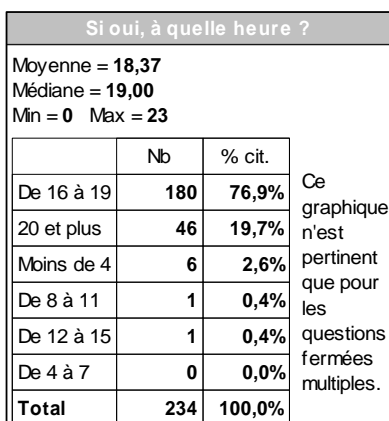 Si oui, à quelle heure ?
Moyenne = 18,37
Médiane = 19,00
Min = 0 Max = 23
Nb % cit.
De 16 à 19 180 76,9%
20 et plus 46 19,7%
Moins de 4 6 2,6%
De 8 à 11 1 0,4%
De 12 à 15 1 0,4%
De 4 à 7 0 0,0%
Total 234 100,0%
Ce
graphique
n'est
pertinent
que pour
les
questions
fermées
multiples.